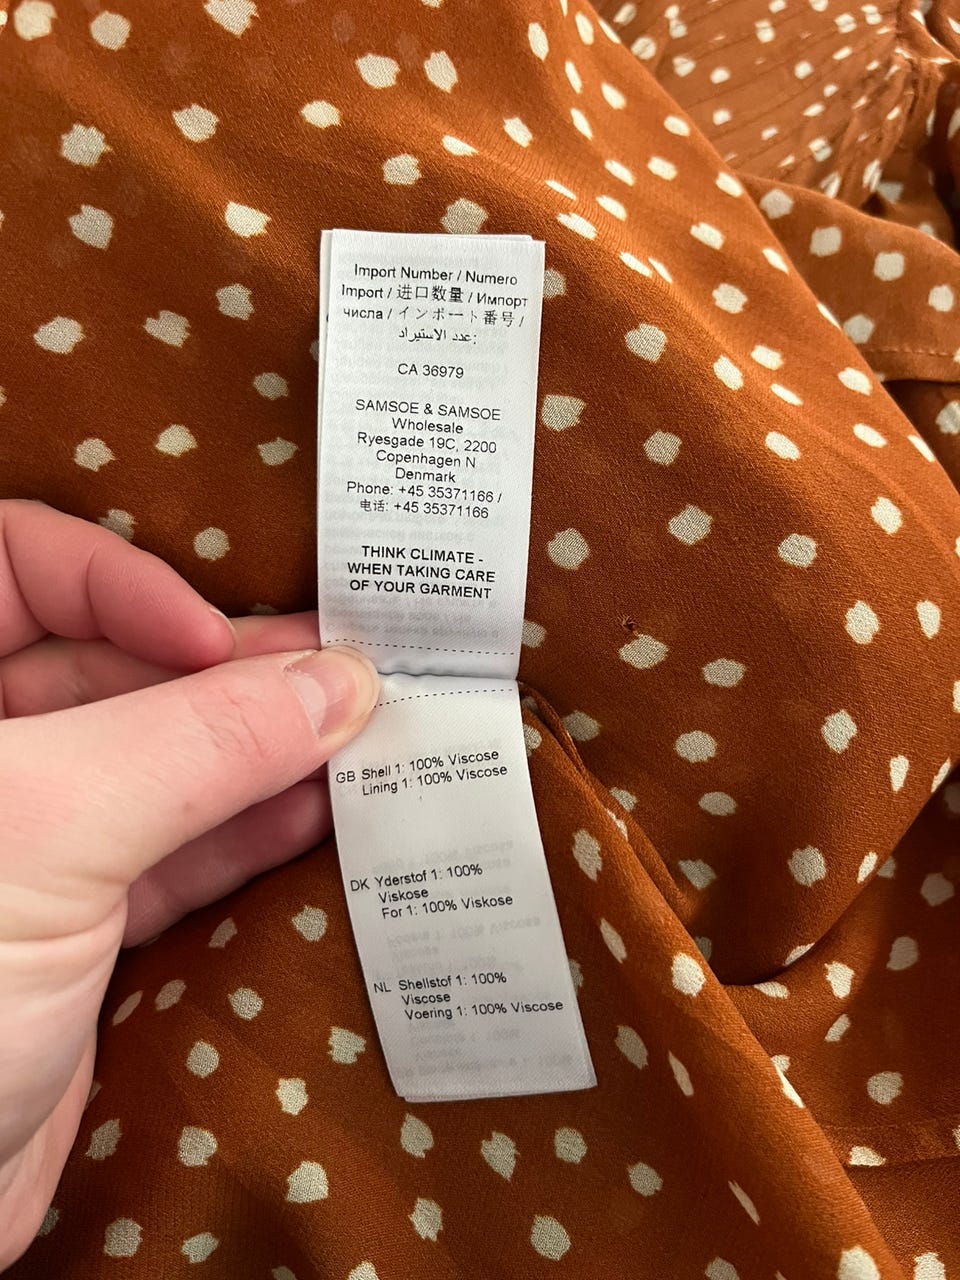 Import Number / Numero
Import / 进口数量 / Импорт
числа / インポート番号 /
عدد الاستيراد:
CA 36979
SAMSOE & SAMSOE
Wholesale
Ryesgade 19C, 2200
Copenhagen N
Denmark
Phone: +45 35371166 /
电话: +45 35371166
THINK CLIMATE -
WHEN TAKING CARE
OF YOUR GARMENT
GB Shell 1: 100% Viscose
Lining 1: 100% Viscose
DK Yderstof 1: 100%
Viskose
For 1: 100% Viskose
NL Shellstof 1: 100%
Viscose
Voering 1: 100% Viscose